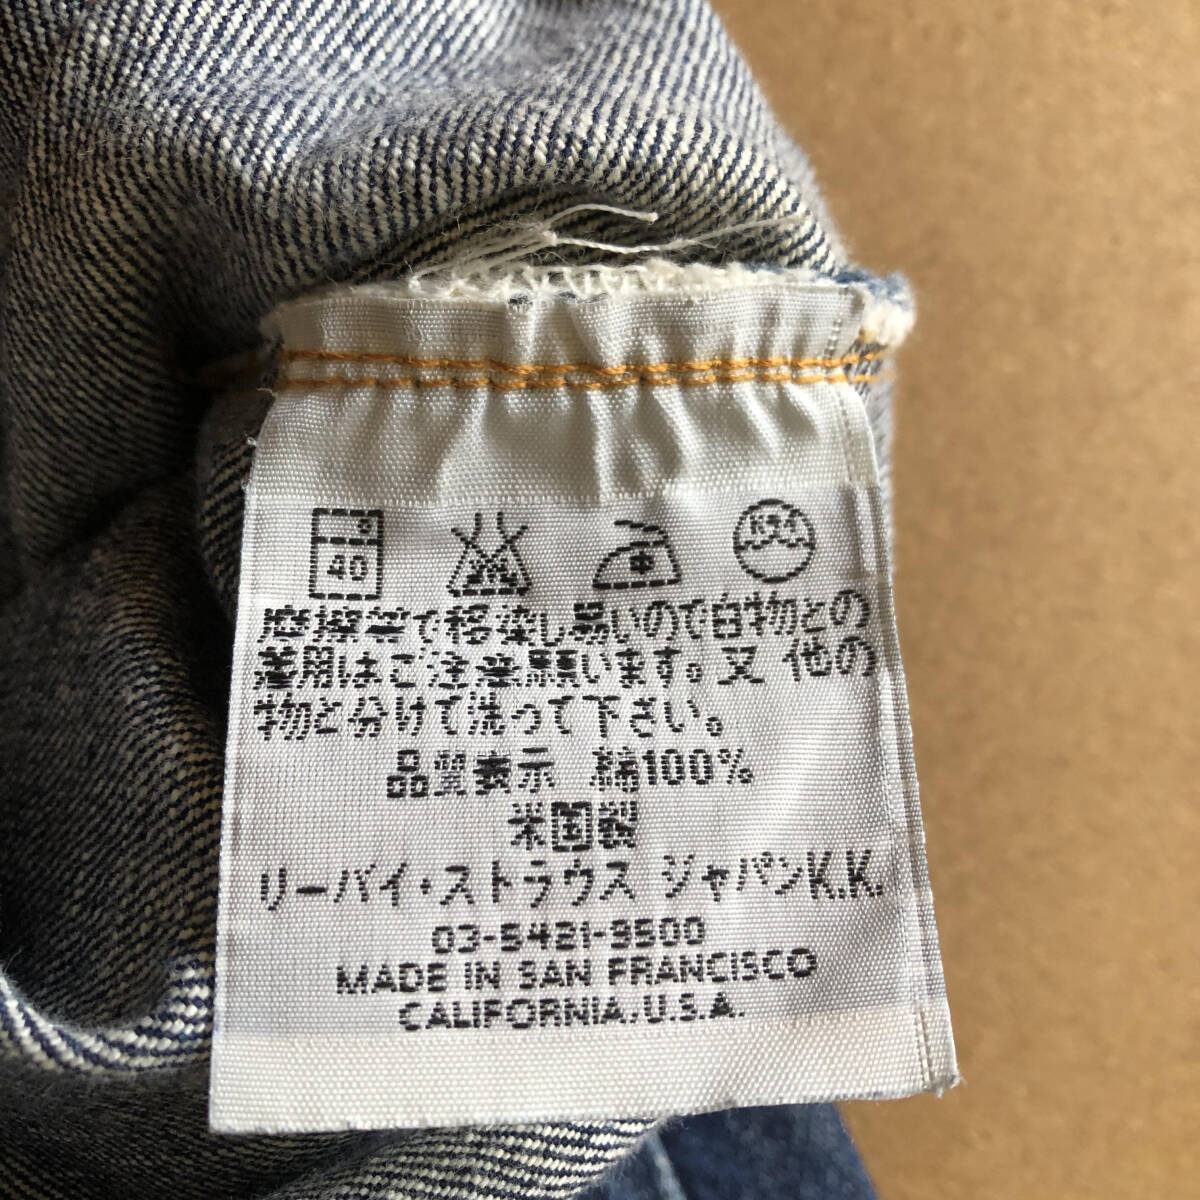 40
摩擦等で移染し易いので白物との
着用はご注意願います。又 他の
物と分けて洗って下さい。
品質表示 綿100%
米国製
リーバイ・ストラウス ジャパンK.K.
03-5421-9500
MADE IN SAN FRANCISCO
CALIFORNIA,U.S.A.